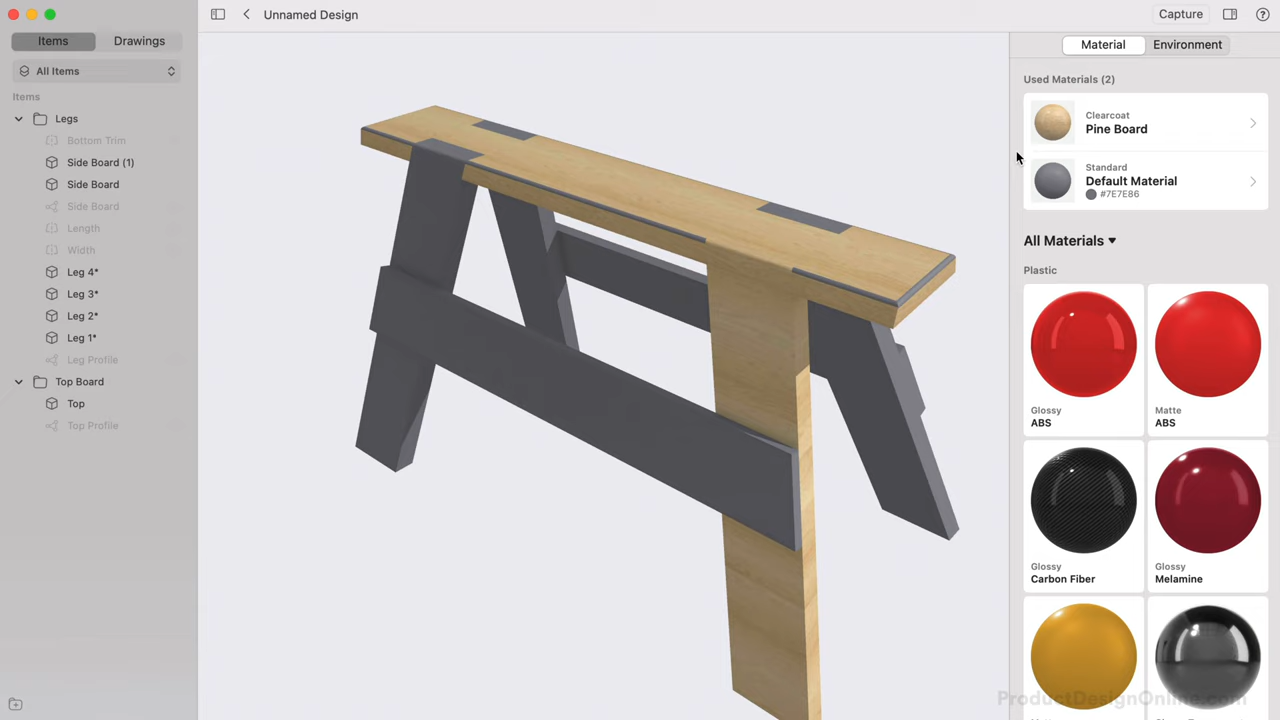 Unnamed Design
Capture
Items
Drawings
All Items
Items
Legs
Bottom Trim
Side Board (1)
Side Board
Side Board
Length
Width
Leg 4*
Leg 3*
Leg 2*
Leg 1*
Leg Profile
Top Board
Top
Top Profile
Material
Environment
Used Materials (2)
Clearcoat
Pine Board
Standard
Default Material
#7E7E86
All Materials
Plastic
Glossy
ABS
Matte
ABS
Glossy
Carbon Fiber
Glossy
Melamine
ProductDesignOnline.com